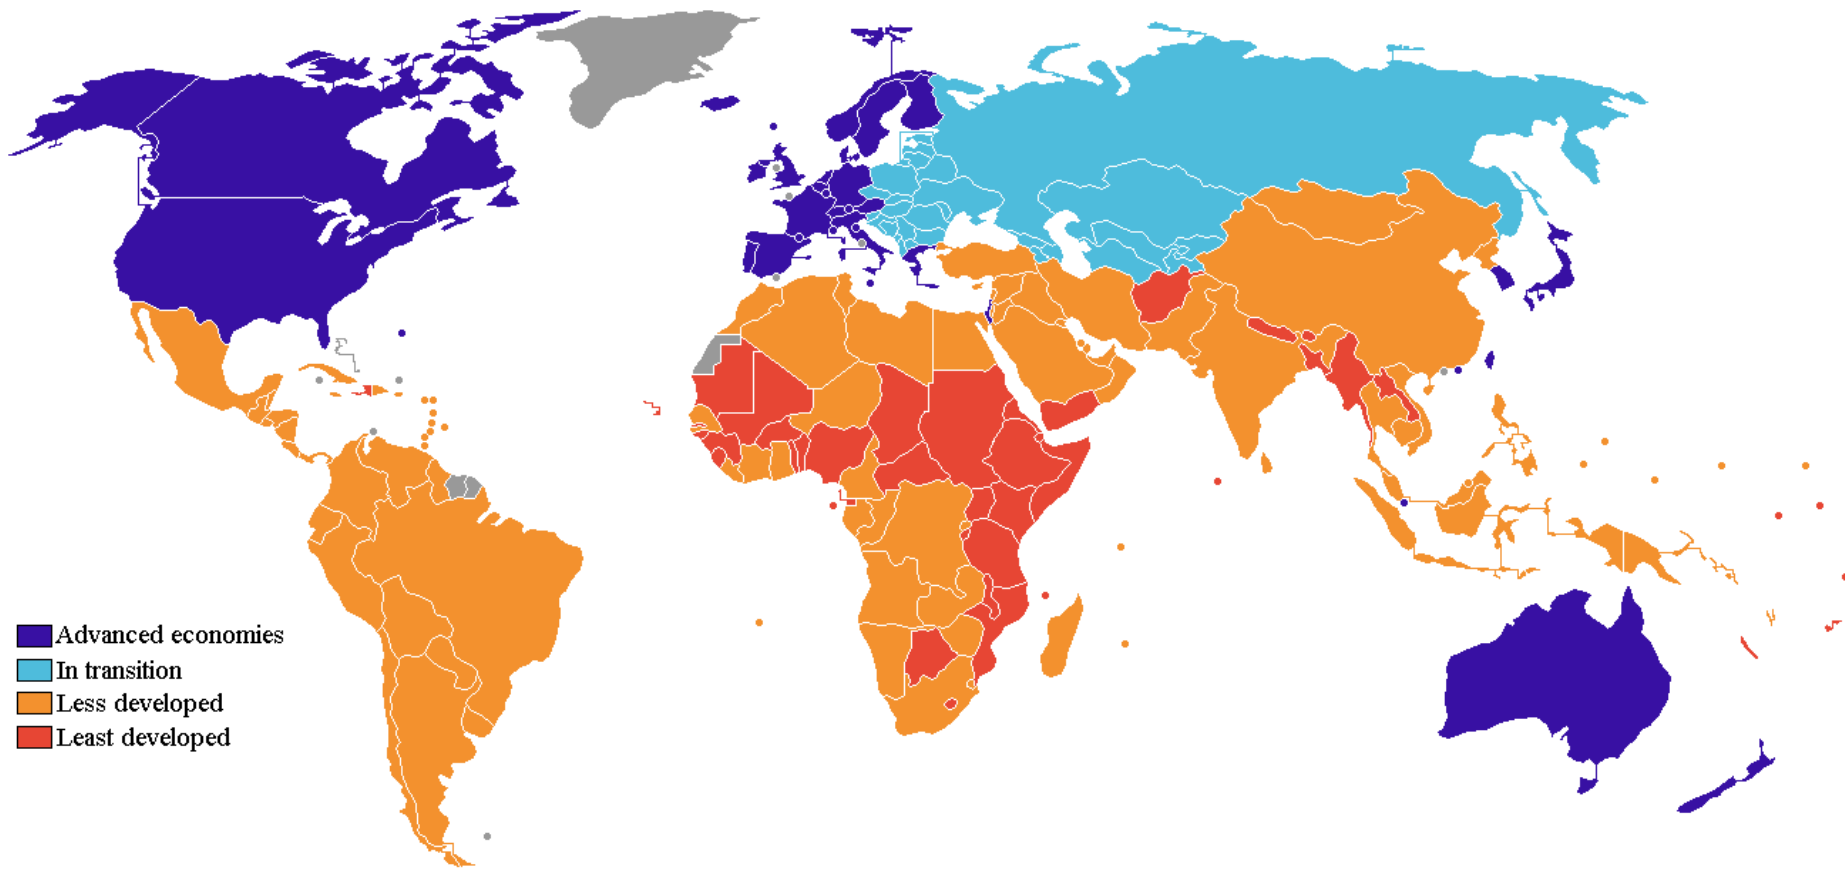 Advanced economies
In transition
Less developed
Least developed